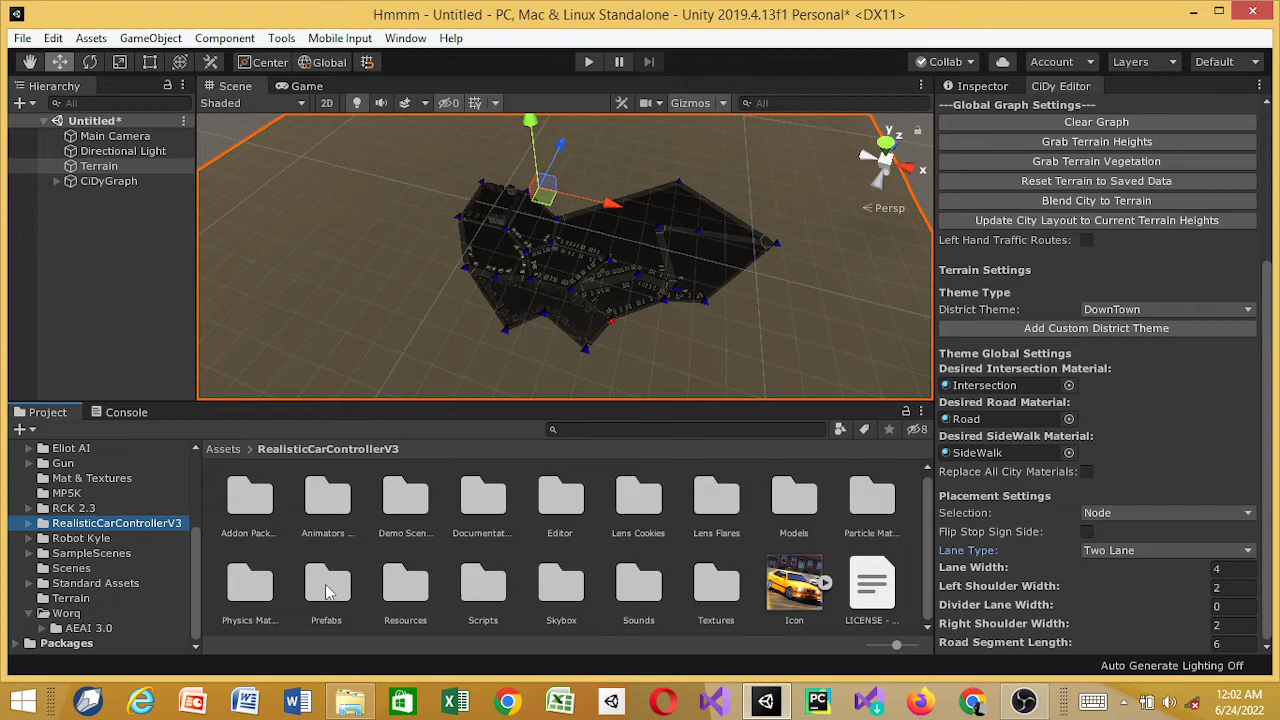 Hmmm - Untitled - PC, Mac & Linux Standalone - Unity 2019.4.13f1 Personal* <DX11>
File Edit Assets GameObject Component Tools Mobile Input Window Help
Center Global Collab Account Layers Default
Hierarchy Scene Game Inspector CiDy Editor
All Shaded 2D 0 Gizmos All
---Global Graph Settings---
Untitled*
Main Camera
Directional Light
Terrain
CiDyGraph
y
z
x
Persp
Clear Graph
Grab Terrain Heights
Grab Terrain Vegetation
Reset Terrain to Saved Data
Blend City to Terrain
Update City Layout to Current Terrain Heights
Left Hand Traffic Routes:
Terrain Settings
Theme Type
District Theme: DownTown
Add Custom District Theme
Theme Global Settings
Desired Intersection Material:
Intersection
Desired Road Material:
Road
Desired SideWalk Material:
SideWalk
Replace All City Materials:
Placement Settings
Selection: Node
Flip Stop Sign Side:
Lane Type: Two Lane
Lane Width: 4
Left Shoulder Width: 2
Divider Lane Width: 0
Right Shoulder Width: 2
Road Segment Length: 6
Project Console
8
Eliot AI
Gun
Mat & Textures
MP5K
RCK 2.3
RealisticCarControllerV3
Robot Kyle
SampleScenes
Scenes
Standard Assets
Terrain
Worq
AEAI 3.0
Packages
Assets > RealisticCarControllerV3
Addon Pack... Animators ... Demo Scen... Documentat... Editor Lens Cookies Lens Flares Models Particle Mat...
Physics Mat... Prefabs Resources Scripts Skybox Sounds Textures Icon LICENSE - ...
Auto Generate Lighting Off
12:02 AM
6/24/2022